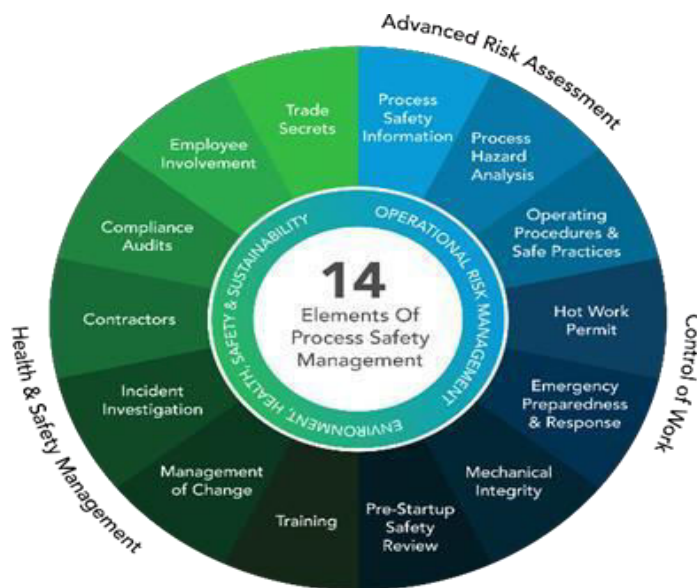 Advanced Risk Assessment
Process
Safety
Information
Process
Hazard
Analysis
Operating
Procedures &
Safe Practices
Hot Work
Permit
Emergency
Preparedness
& Response
Mechanical
Integrity
Pre-Startup
Safety
Review
Training
Management
of Change
Incident
Investigation
Contractors
Compliance
Audits
Employee
Involvement
Trade
Secrets
Control of Work
Health & Safety Management
OPERATIONAL RISK MANAGEMENT
ENVIRONMENT, HEALTH, SAFETY & SUSTAINABILITY
14
Elements Of
Process Safety
Management